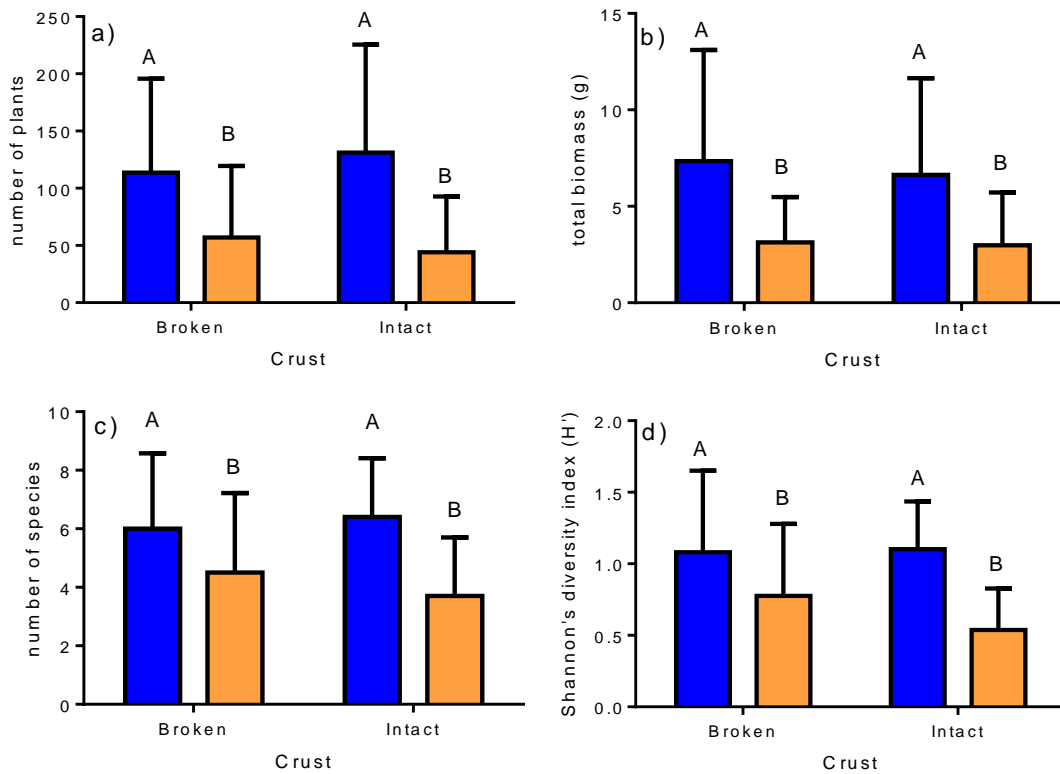 a)
number of plants
250
200
150
100
50
0
A
B
A
B
Broken
Intact
Crust
b)
total biomass (g)
15
10
5
0
A
B
A
B
Broken
Intact
Crust
c)
number of species
10
8
6
4
2
0
A
B
A
B
Broken
Intact
Crust
d)
Shannon's diversity index (H')
2.0
1.5
1.0
0.5
0.0
A
B
A
B
Broken
Intact
Crust